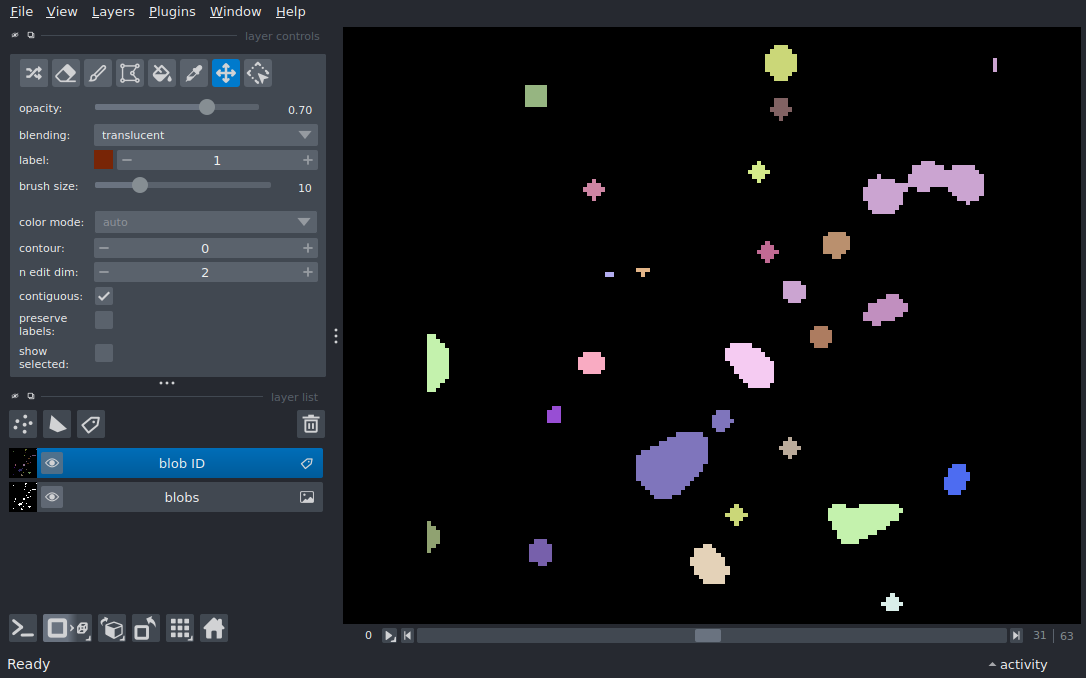 File View Layers Plugins Window Help
layer controls
opacity: 0.70
blending: translucent
label: 1
brush size: 10
color mode: auto
contour: 0
n edit dim: 2
contiguous:
preserve
labels:
show
selected:
layer list
blob ID
blobs
0 31 63
Ready activity